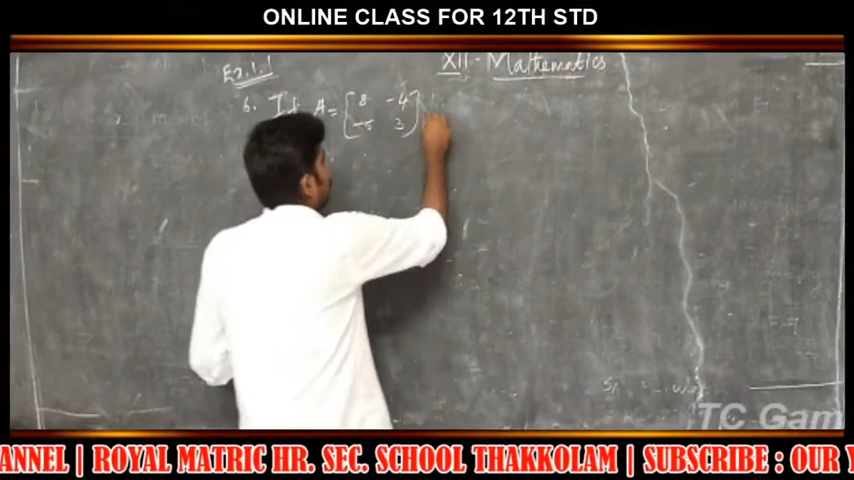 ONLINE CLASS FOR 12TH STD
XII - Mathematics
Ex.1.1
6. If A = [ 8 -4
-5 3 ]
TC Gam
ANNEL | ROYAL MATRIC HR. SEC. SCHOOL THAKKOLAM | SUBSCRIBE : OUR Y